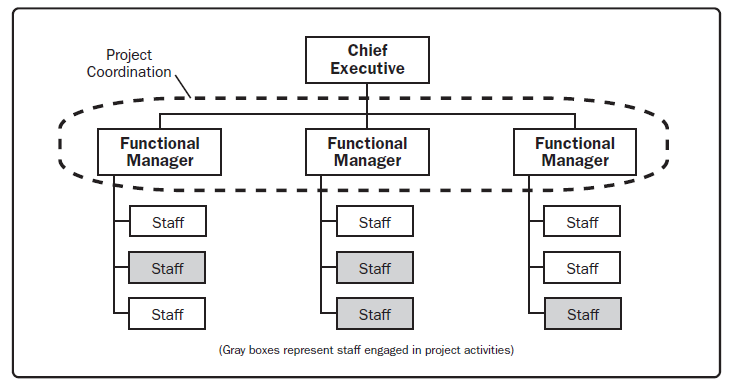 Project
Coordination
Chief
Executive
Functional
Manager
Functional
Manager
Functional
Manager
Staff
Staff
Staff
Staff
Staff
Staff
Staff
Staff
Staff
(Gray boxes represent staff engaged in project activities)